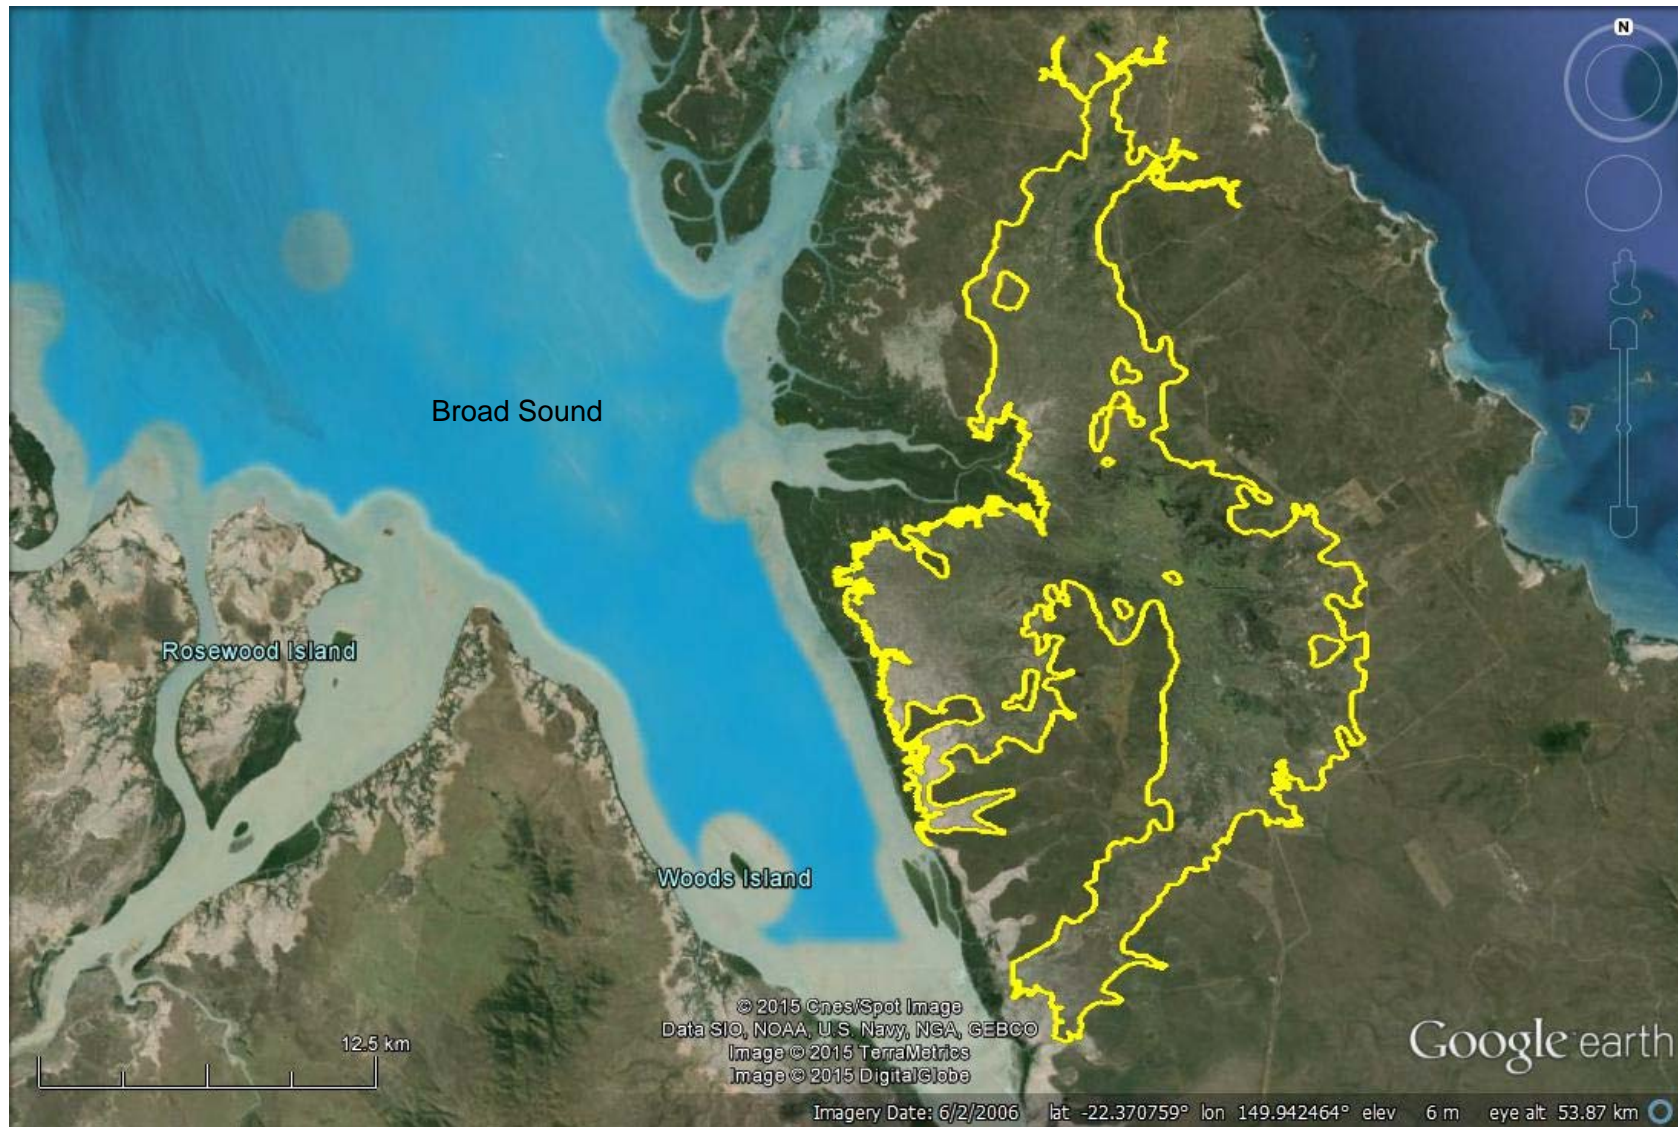 N
Broad Sound
Rosewood Island
Woods Island
© 2015 Cnes/Spot Image
Data SIO, NOAA, U.S. Navy, NGA, GEBCO
Image © 2015 TerraMetrics
Image © 2015 DigitalGlobe
12.5 km
Google earth
Imagery Date: 6/2/2006 lat -22.370759° lon 149.942464° elev 6 m eye alt 53.87 km